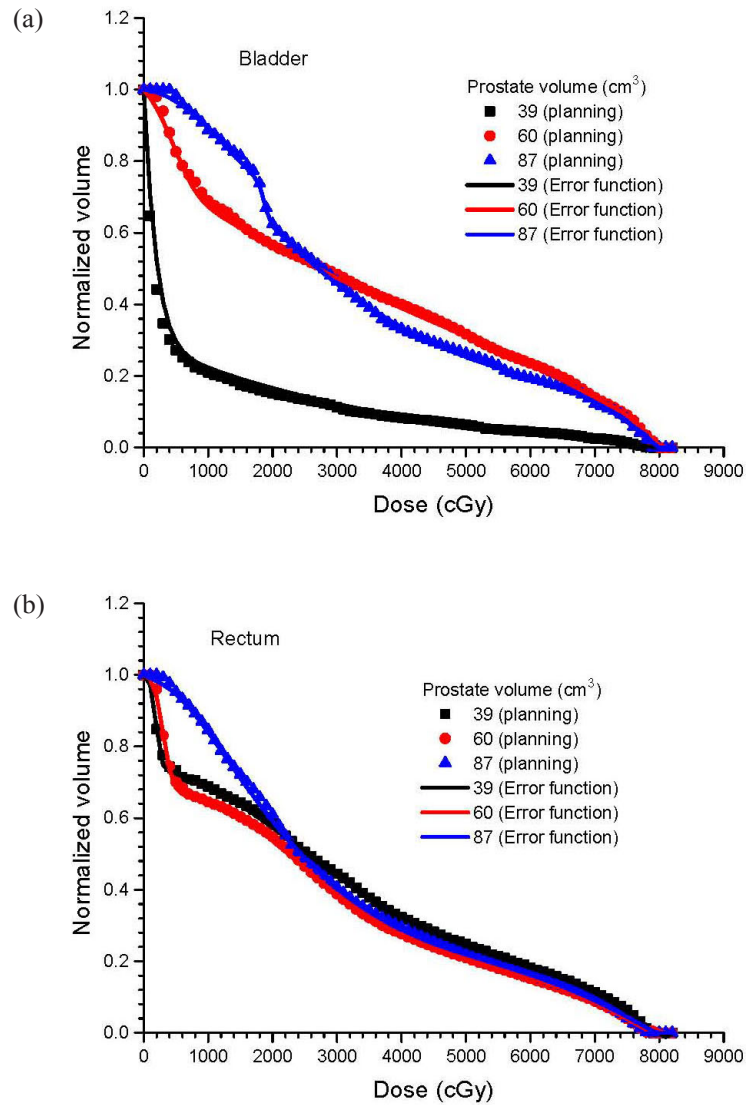 (a)
1.2
Bladder
Prostate volume (cm³)
1.0
39 (planning)
60 (planning)
0.8
87 (planning)
39 (Error function)
60 (Error function)
0.6
87 (Error function)
Normalized volume
0.4
0.2
0.0
0 1000 2000 3000 4000 5000 6000 7000 8000 9000
Dose (cGy)
(b)
1.2
Rectum
1.0
Prostate volume (cm³)
39 (planning)
60 (planning)
0.8
87 (planning)
39 (Error function)
60 (Error function)
0.6
87 (Error function)
Normalized volume
0.4
0.2
0.0
0 1000 2000 3000 4000 5000 6000 7000 8000 9000
Dose (cGy)